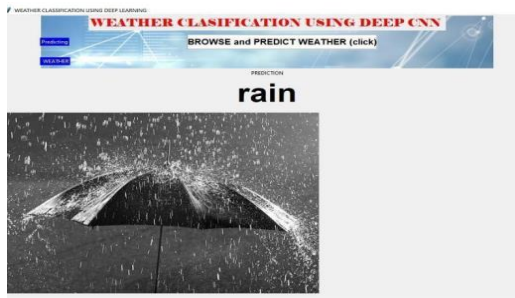 WEATHER CLASSIFICATION USING DEEP LEARNING
WEATHER CLASIFICATION USING DEEP CNN
Predicting
BROWSE and PREDICT WEATHER (click)
WEATHER
PREDICTION
rain